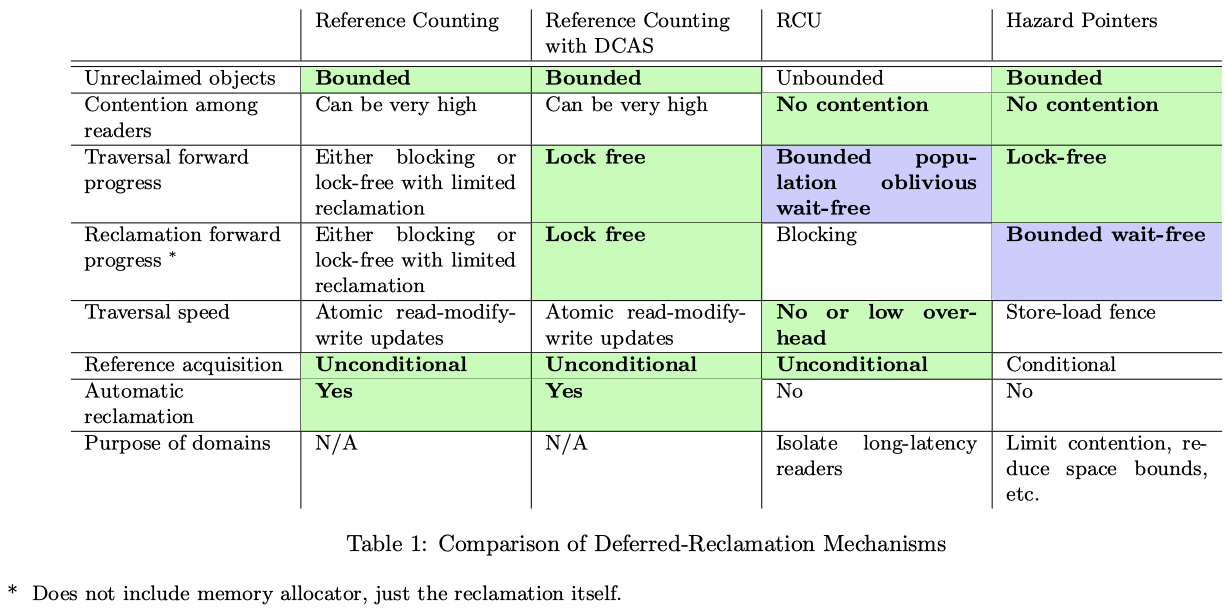 Reference Counting
Reference Counting
with DCAS
RCU
Hazard Pointers
Unreclaimed objects
Bounded
Bounded
Unbounded
Bounded
Contention among
readers
Can be very high
Can be very high
No contention
No contention
Traversal forward
progress
Either blocking or
lock-free with limited
reclamation
Lock free
Bounded popu-
lation oblivious
wait-free
Lock-free
Reclamation forward
progress *
Either blocking or
lock-free with limited
reclamation
Lock free
Blocking
Bounded wait-free
Traversal speed
Atomic read-modify-
write updates
Atomic read-modify-
write updates
No or low over-
head
Store-load fence
Reference acquisition
Unconditional
Unconditional
Unconditional
Conditional
Automatic
reclamation
Yes
Yes
No
No
Purpose of domains
N/A
N/A
Isolate long-latency
readers
Limit contention, re-
duce space bounds,
etc.
Table 1: Comparison of Deferred-Reclamation Mechanisms
* Does not include memory allocator, just the reclamation itself.